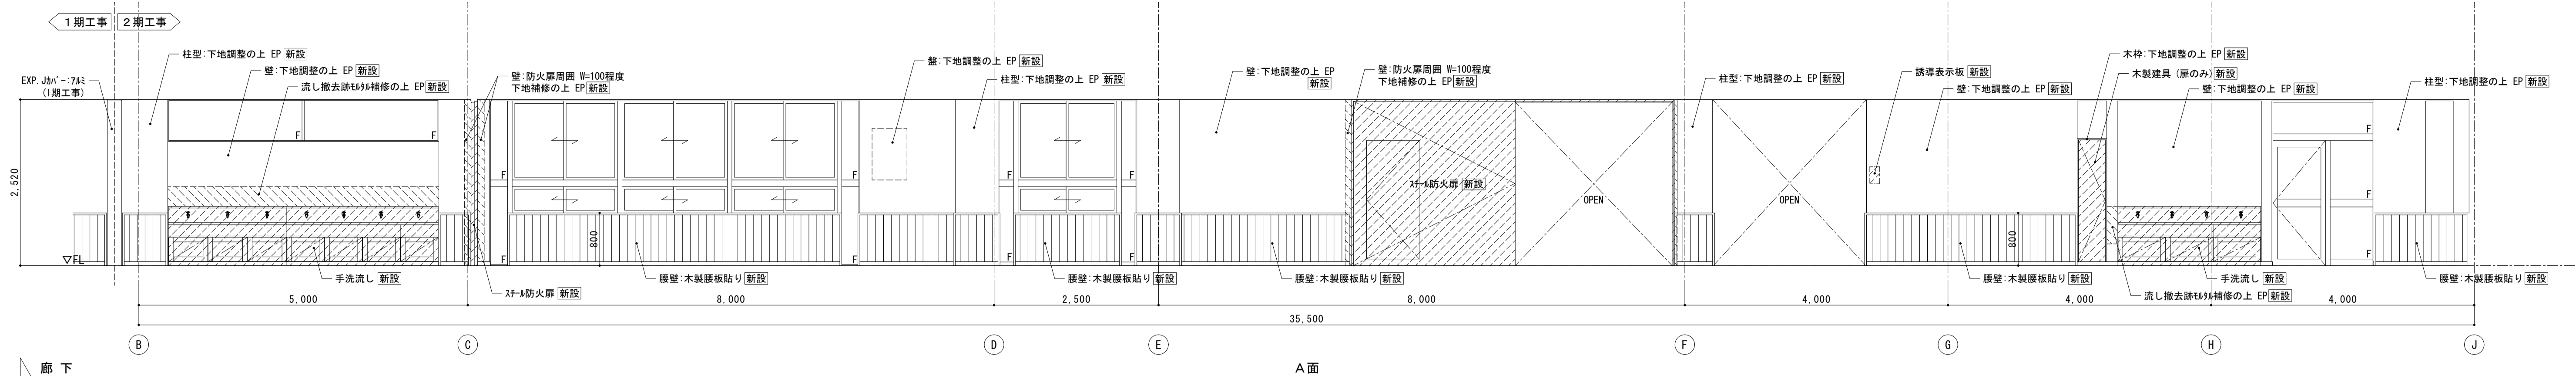 1期工事 2期工事
柱型:下地調整の上 EP 新設
壁:下地調整の上 EP 新設
流し撤去跡ﾓﾙﾀﾙ補修の上 EP 新設
EXP.Jｶﾊﾞｰ:ｱﾙﾐ
(1期工事)
壁:防火扉周囲 W=100程度
下地補修の上 EP 新設
盤:下地調整の上 EP 新設
柱型:下地調整の上 EP 新設
壁:下地調整の上 EP
新設
壁:防火扉周囲 W=100程度
下地補修の上 EP 新設
柱型:下地調整の上 EP 新設
誘導表示板 新設
壁:下地調整の上 EP 新設
木枠:下地調整の上 EP 新設
木製建具 (扉のみ) 新設
壁:下地調整の上 EP 新設
柱型:下地調整の上 EP 新設
2,520
▽FL
F F
F F
F F
F F
F F
ｽﾁｰﾙ防火扉 新設
OPEN
OPEN
F
F
F
800
800
手洗流し 新設
ｽﾁｰﾙ防火扉 新設
腰壁:木製腰板貼り 新設
腰壁:木製腰板貼り 新設
腰壁:木製腰板貼り 新設
腰壁:木製腰板貼り 新設
手洗流し 新設
流し撤去跡ﾓﾙﾀﾙ補修の上 EP 新設
腰壁:木製腰板貼り 新設
5,000 8,000 2,500 8,000 4,000 4,000 4,000
35,500
B C D E F G H J
廊 下
A面